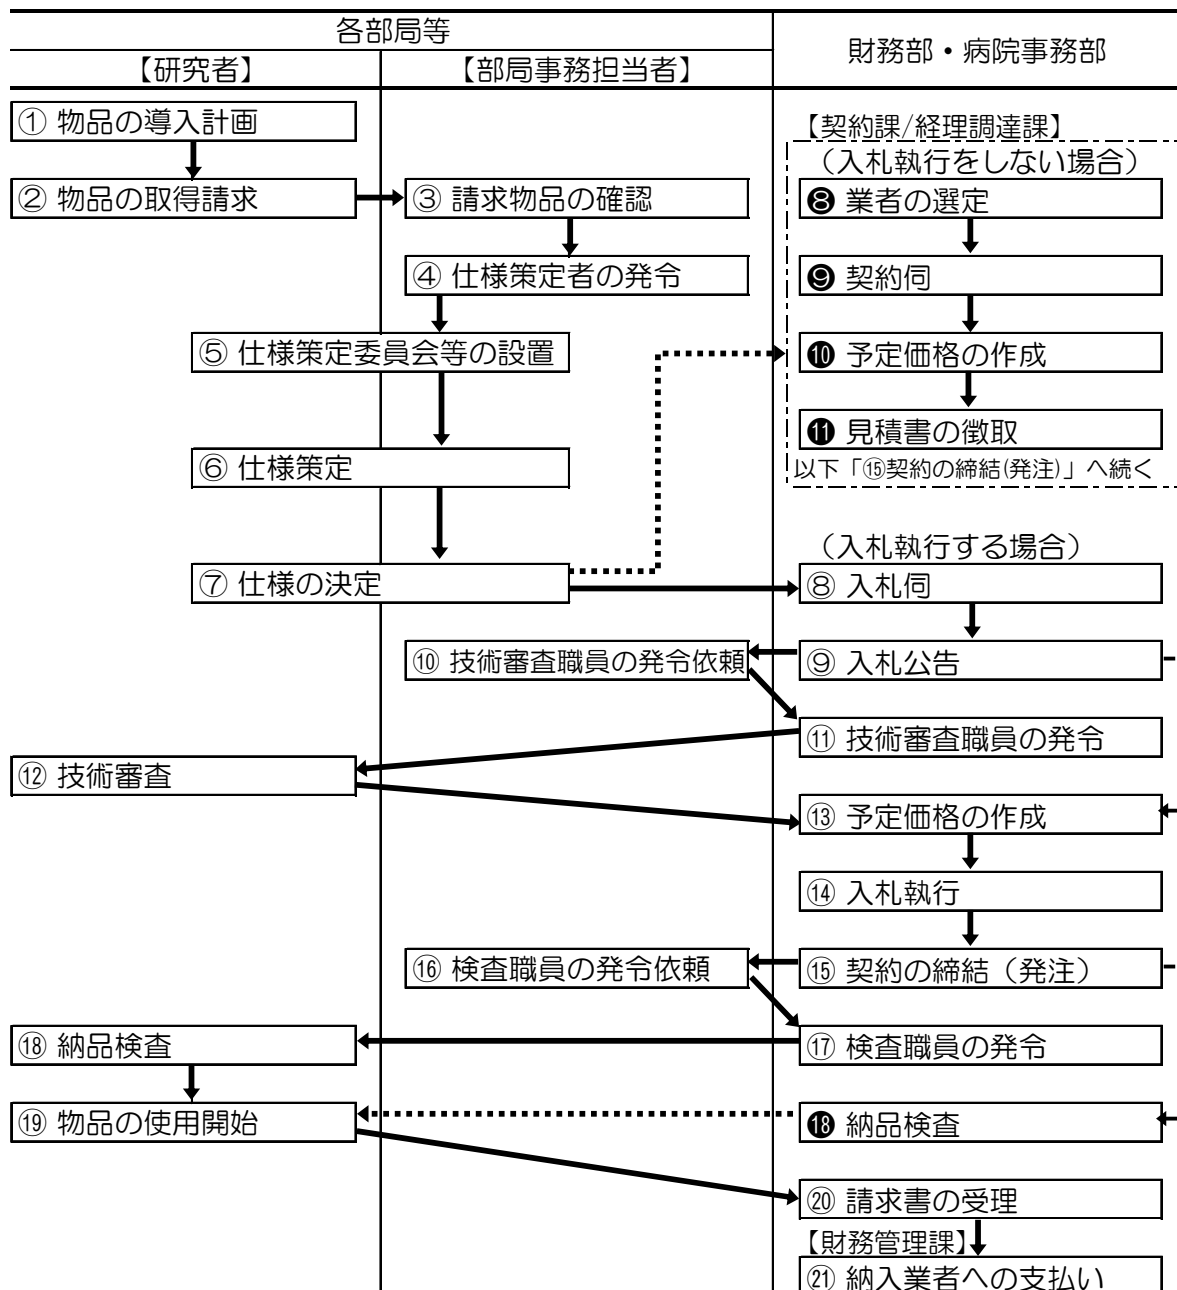 各部局等
財務部・病院事務部
【研究者】
【部局事務担当者】
① 物品の導入計画
【契約課/経理調達課】
（入札執行をしない場合）
② 物品の取得請求
③ 請求物品の確認
❽ 業者の選定
④ 仕様策定者の発令
❾ 契約伺
⑤ 仕様策定委員会等の設置
❿ 予定価格の作成
⓫ 見積書の徴取
⑥ 仕様策定
以下「⑮契約の締結(発注)」へ続く
（入札執行する場合）
⑦ 仕様の決定
⑧ 入札伺
⑩ 技術審査職員の発令依頼
⑨ 入札公告
⑪ 技術審査職員の発令
⑫ 技術審査
⑬ 予定価格の作成
⑭ 入札執行
⑯ 検査職員の発令依頼
⑮ 契約の締結（発注）
⑱ 納品検査
⑰ 検査職員の発令
⑲ 物品の使用開始
⓲ 納品検査
⑳ 請求書の受理
【財務管理課】
㉑ 納入業者への支払い